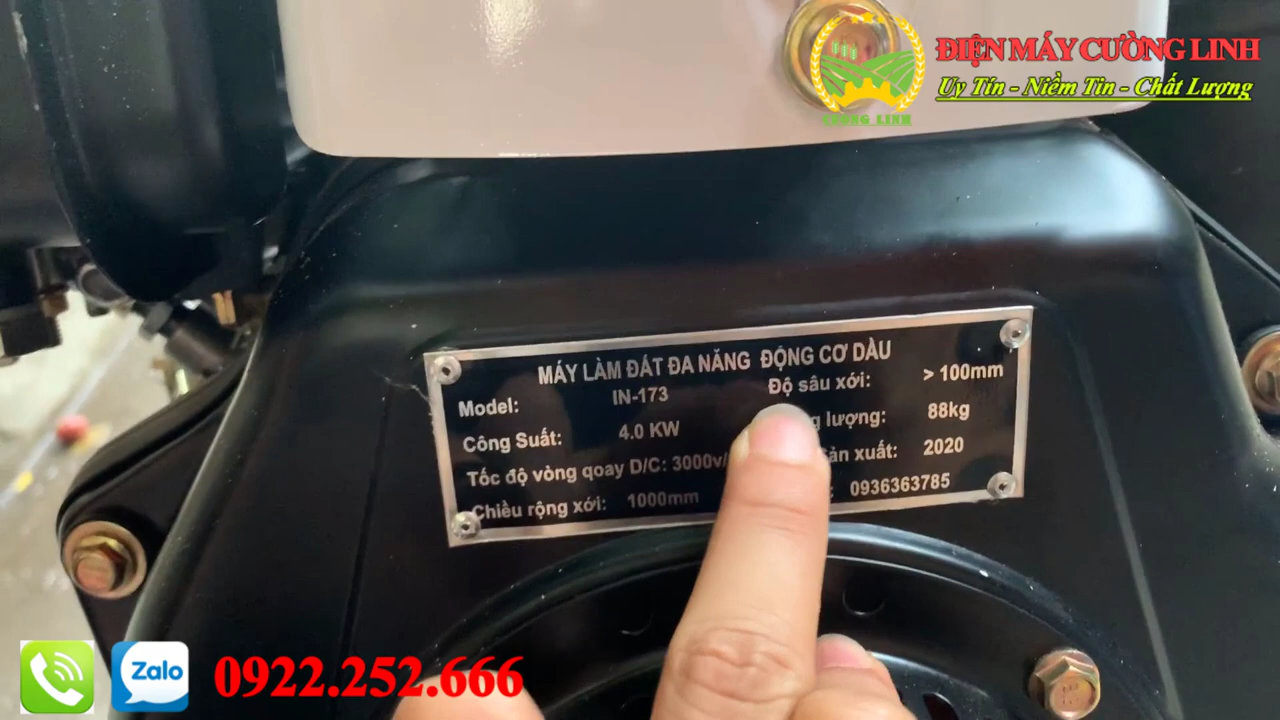 ĐIỆN MÁY CƯỜNG LINH
Uy Tín - Niềm Tin - Chất Lượng
CƯỜNG LINH
MÁY LÀM ĐẤT ĐA NĂNG ĐỘNG CƠ DẦU
Model: IN-173 Độ sâu xới: > 100mm
Công Suất: 4.0 KW lượng: 88kg
Tốc độ vòng qoay D/C: 3000v/ xuất: 2020
Chiều rộng xới: 1000mm 0936363785
Zalo 0922.252.666